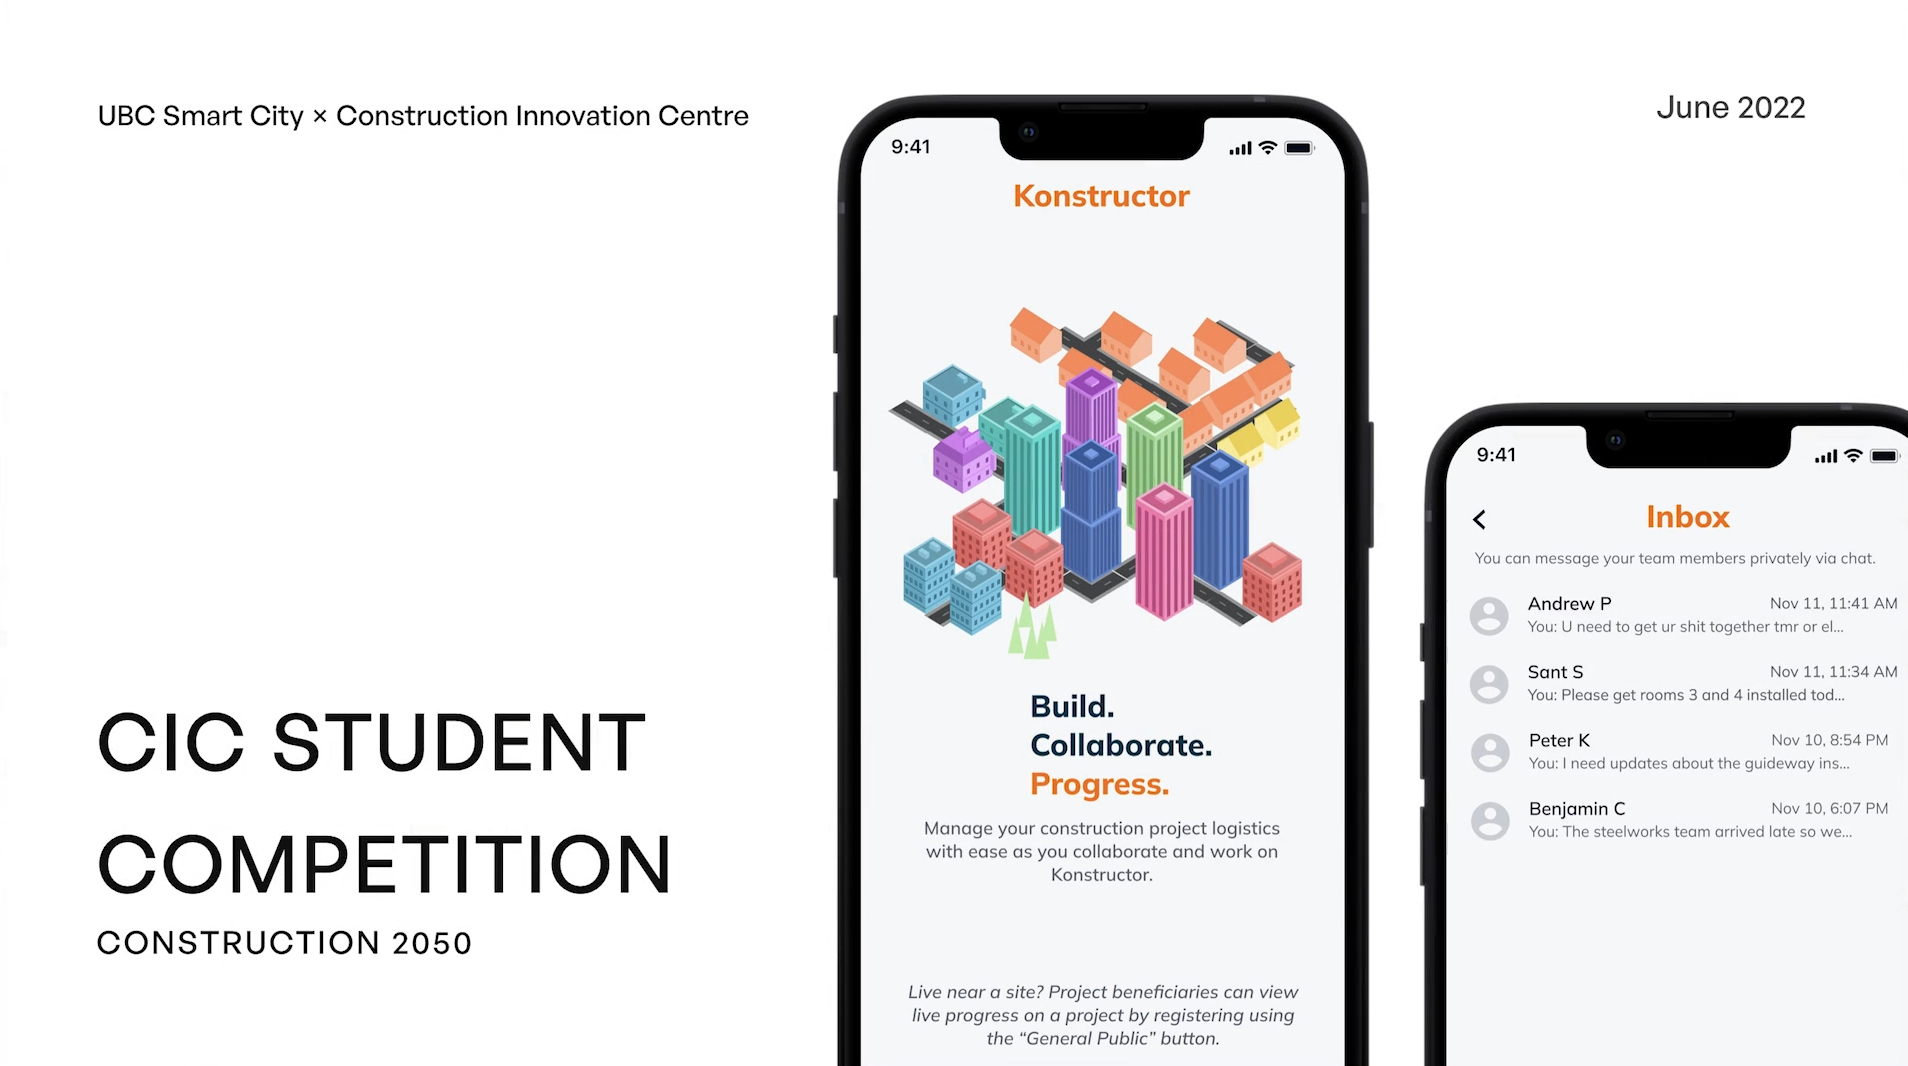 UBC Smart City × Construction Innovation Centre
June 2022
CIC STUDENT
COMPETITION
CONSTRUCTION 2050
9:41
Konstructor
Build.
Collaborate.
Progress.
Manage your construction project logistics
with ease as you collaborate and work on
Konstructor.
Live near a site? Project beneficiaries can view
live progress on a project by registering using
the “General Public” button.
9:41
Inbox
You can message your team members privately via chat.
Andrew P Nov 11, 11:41 AM
You: U need to get ur shit together tmr or el...
Sant S Nov 11, 11:34 AM
You: Please get rooms 3 and 4 installed tod...
Peter K Nov 10, 8:54 PM
You: I need updates about the guideway ins...
Benjamin C Nov 10, 6:07 PM
You: The steelworks team arrived late so we...